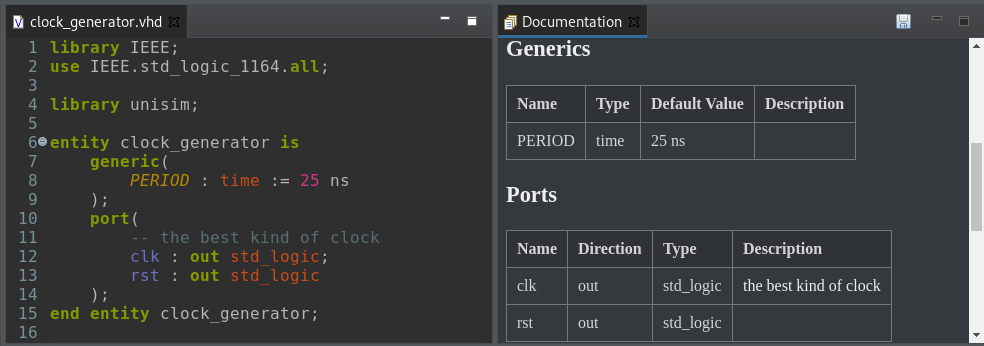 clock_generator.vhd
1 library IEEE;
2 use IEEE.std_logic_1164.all;
3
4 library unisim;
5
6 entity clock_generator is
7     generic(
8         PERIOD : time := 25 ns
9     );
10     port(
11         -- the best kind of clock
12         clk : out std_logic;
13         rst : out std_logic
14     );
15 end entity clock_generator;
16
Documentation
Generics
Name Type Default Value Description
PERIOD time 25 ns
Ports
Name Direction Type Description
clk out std_logic the best kind of clock
rst out std_logic